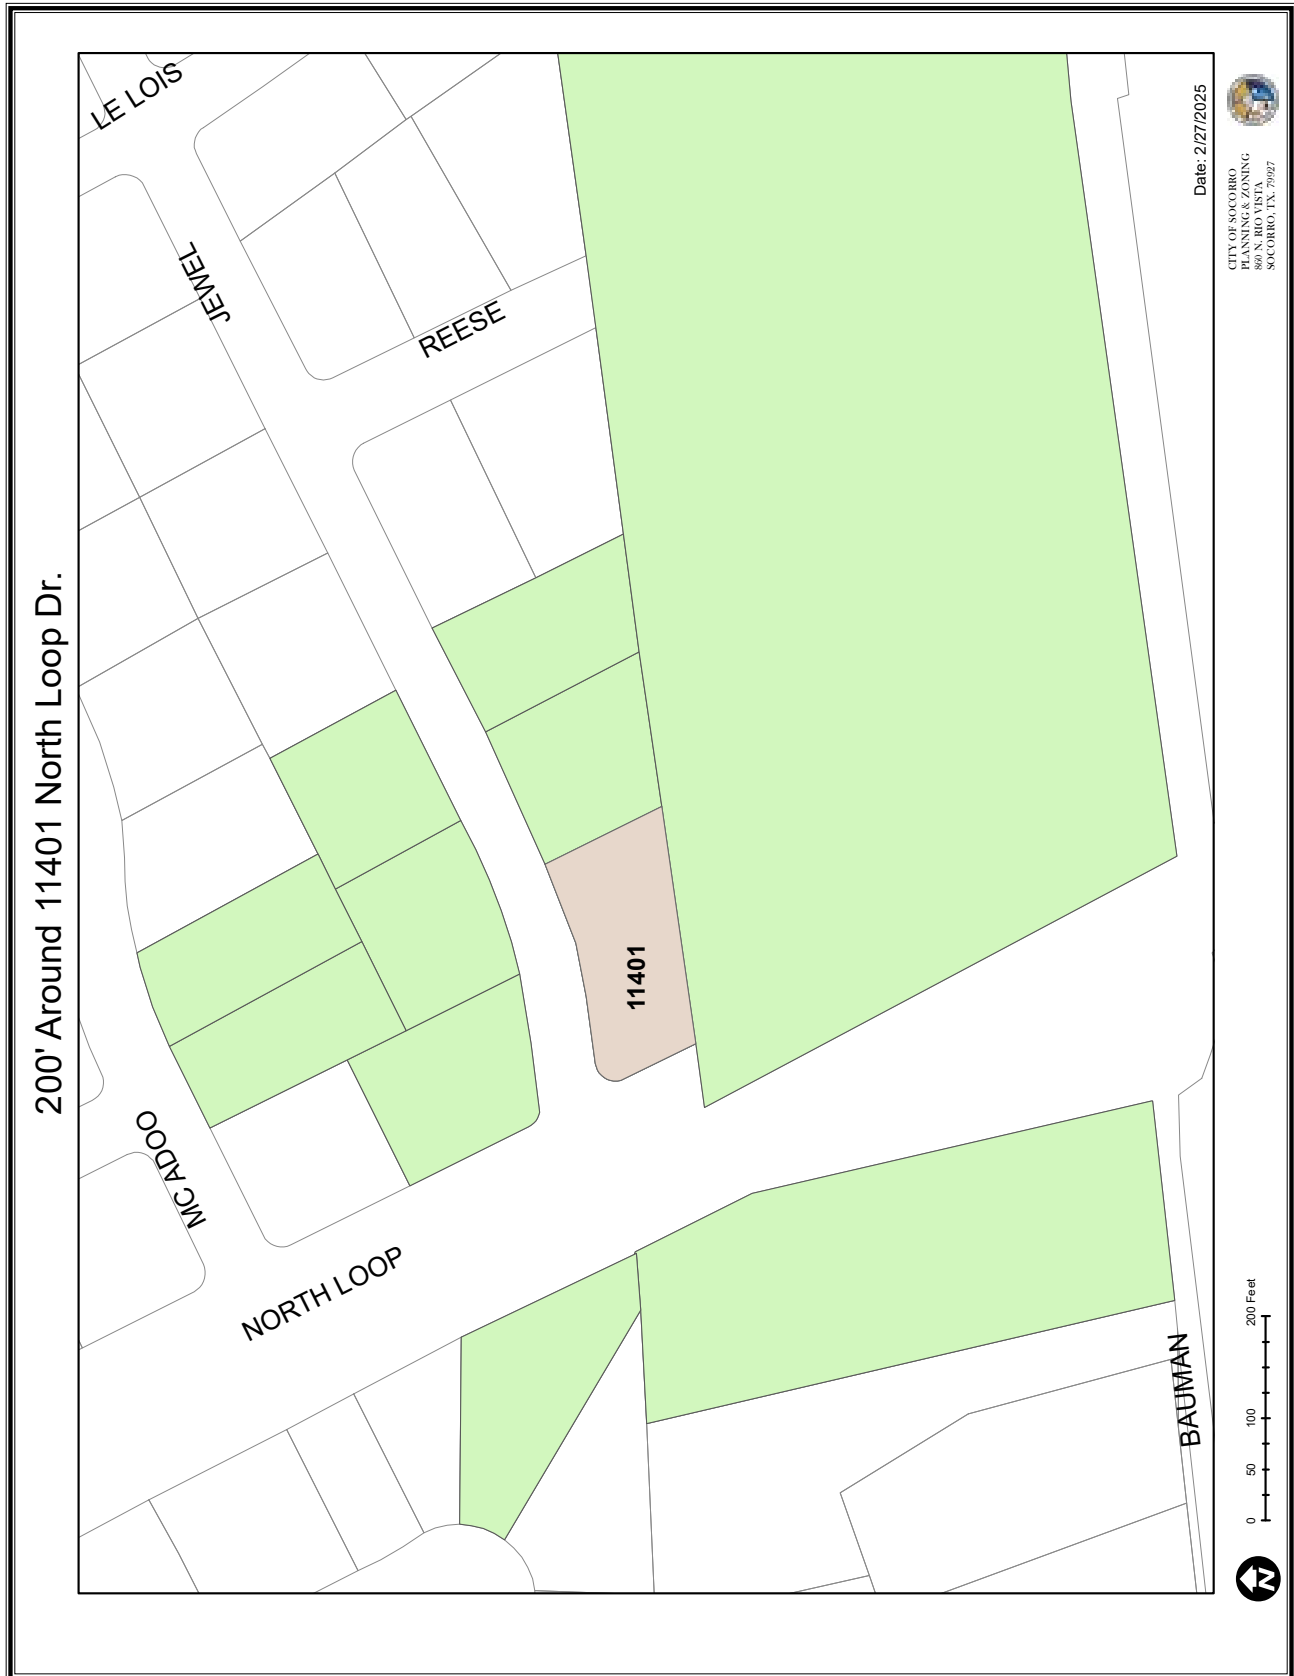 200' Around 11401 North Loop Dr.
LE LOIS
JEWEL
REESE
MC ADOO
NORTH LOOP
11401
BAUMAN
Date: 2/27/2025
CITY OF SOCORRO
PLANNING & ZONING
860 N. RIO VISTA
SOCORRO, TX. 79927
N
0 50 100 200 Feet